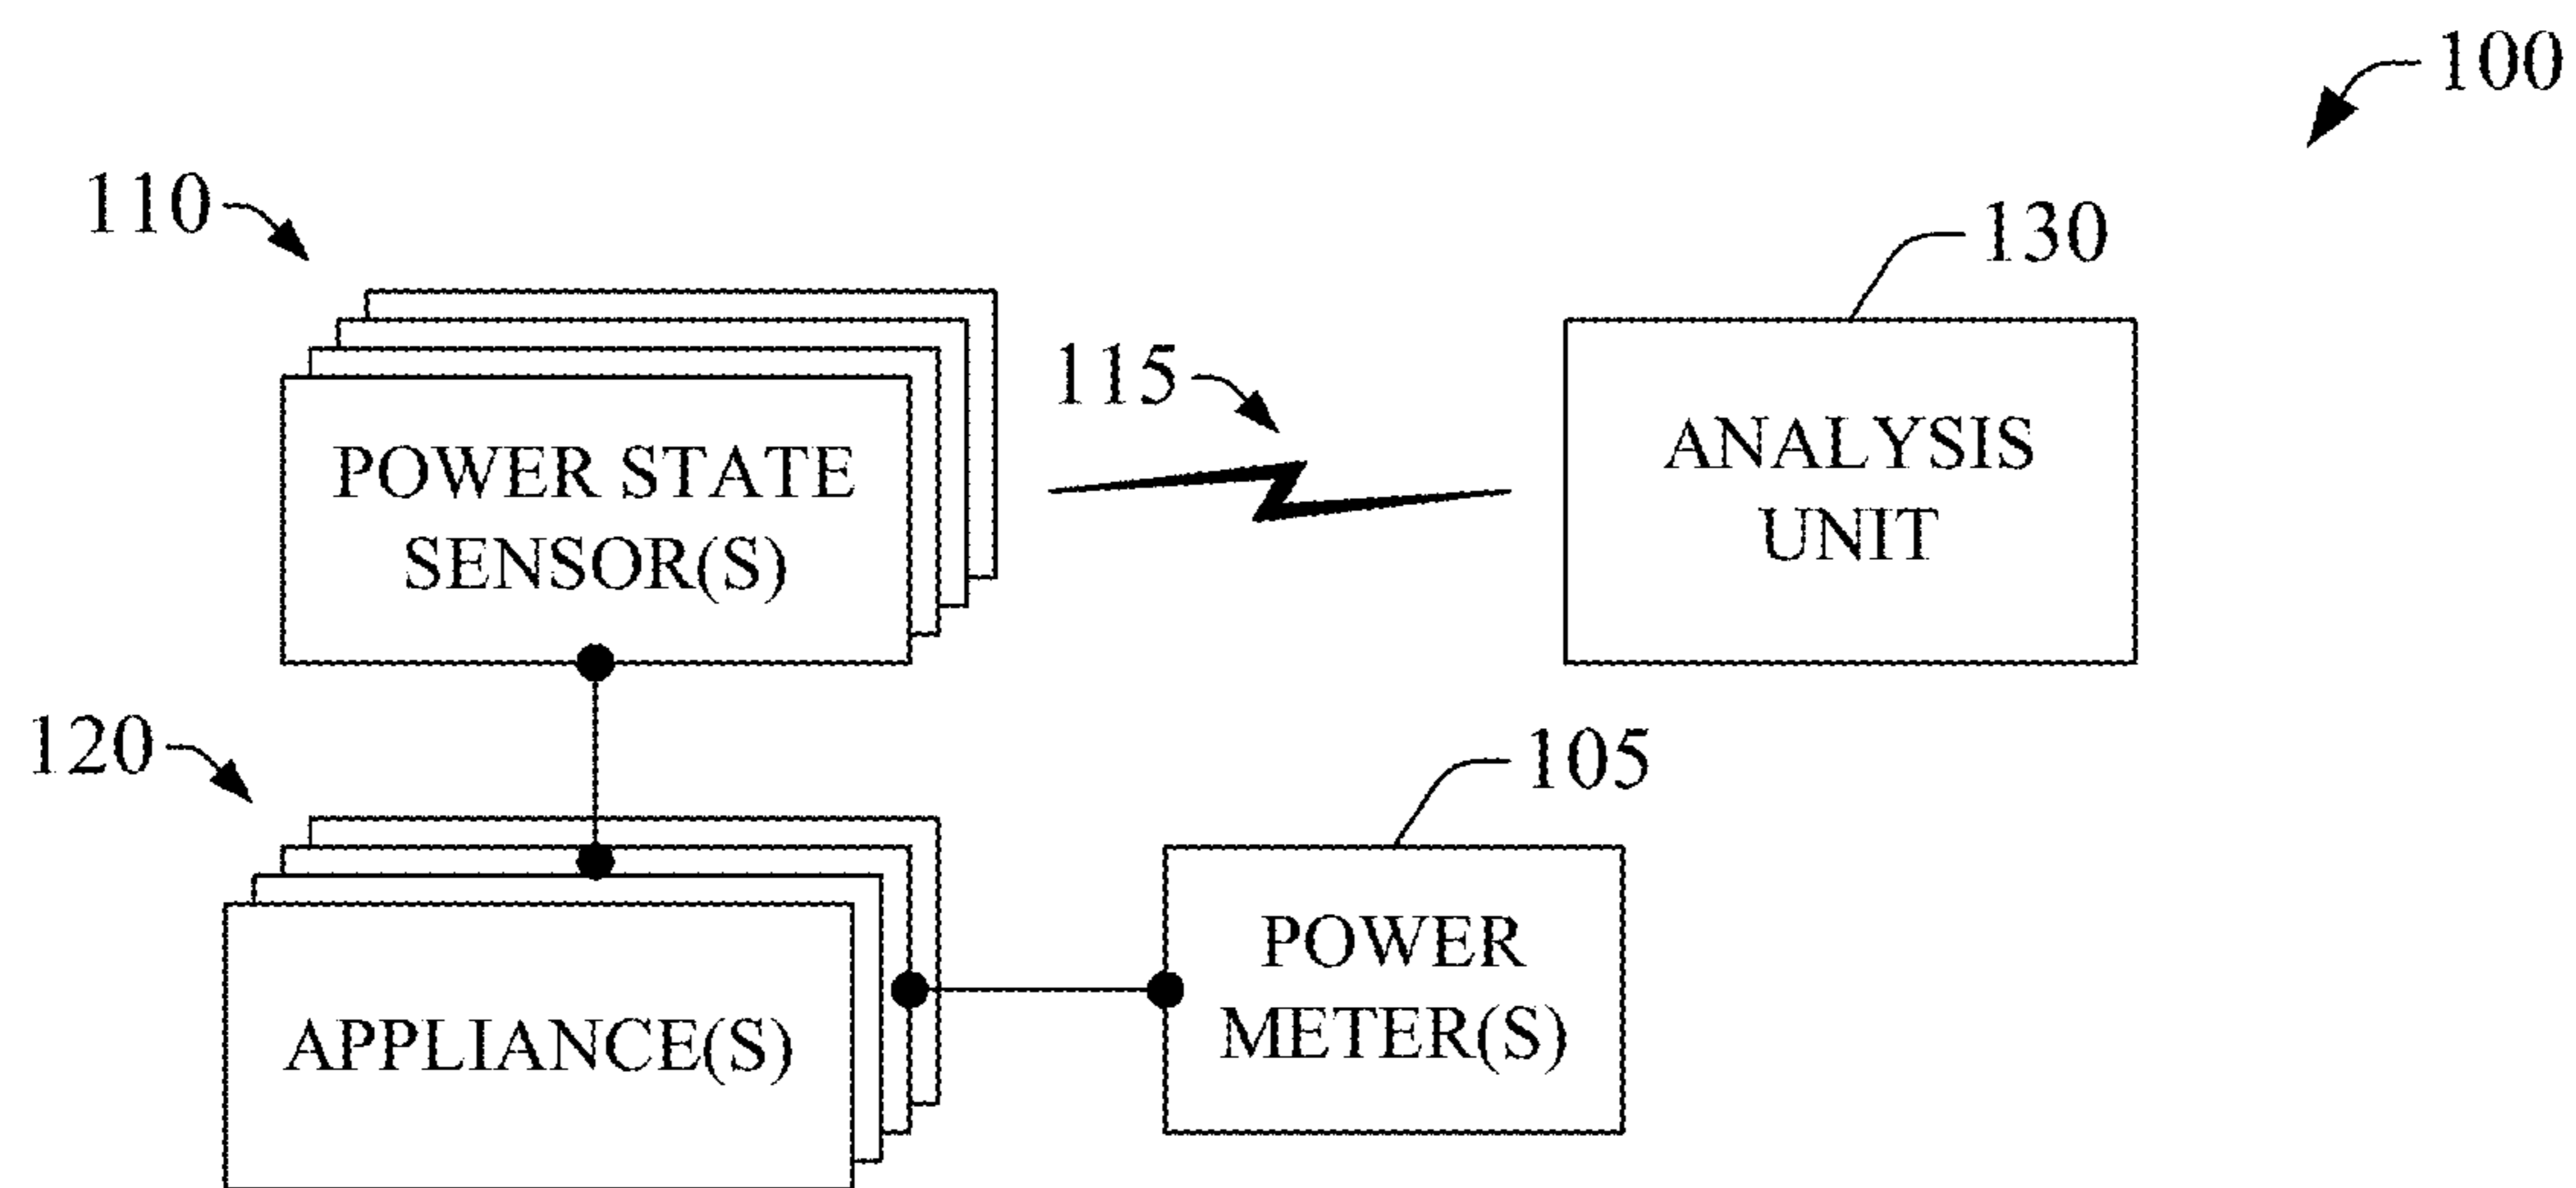 100
110
130
115
POWER STATE
SENSOR(S)
ANALYSIS
UNIT
120
105
APPLIANCE(S)
POWER
METER(S)